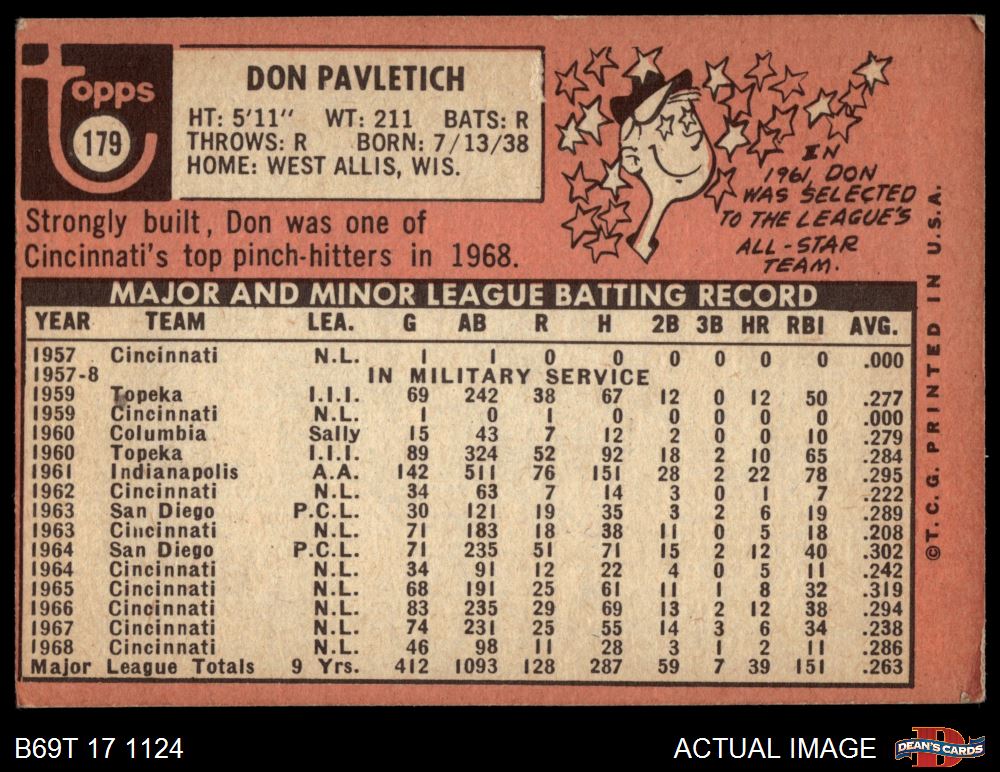 Topps
179
DON PAVLETICH
HT: 5'11" WT: 211 BATS: R
THROWS: R BORN: 7/13/38
HOME: WEST ALLIS, WIS.
Strongly built, Don was one of
Cincinnati's top pinch-hitters in 1968.
IN
1961, DON
WAS SELECTED
TO THE LEAGUE'S
ALL-STAR
TEAM.
MAJOR AND MINOR LEAGUE BATTING RECORD
YEAR TEAM LEA. G AB R H 2B 3B HR RBI AVG.
1957 Cincinnati N.L. 1 1 0 0 0 0 0 0 .000
1957-8 IN MILITARY SERVICE
1959 Topeka I.I.I. 69 242 38 67 12 0 12 50 .277
1959 Cincinnati N.L. 1 0 1 0 0 0 0 0 .000
1960 Columbia Sally 15 43 7 12 2 0 0 10 .279
1960 Topeka I.I.I. 89 324 52 92 18 2 10 65 .284
1961 Indianapolis A.A. 142 511 76 151 28 2 22 78 .295
1962 Cincinnati N.L. 34 63 7 14 3 0 1 7 .222
1963 San Diego P.C.L. 30 121 19 35 3 2 6 19 .289
1963 Cincinnati N.L. 71 183 18 38 11 0 5 18 .208
1964 San Diego P.C.L. 71 235 51 71 15 2 12 40 .302
1964 Cincinnati N.L. 34 91 12 22 4 0 5 11 .242
1965 Cincinnati N.L. 68 191 25 61 11 1 8 32 .319
1966 Cincinnati N.L. 83 235 29 69 13 2 12 38 .294
1967 Cincinnati N.L. 74 231 25 55 14 3 6 34 .238
1968 Cincinnati N.L. 46 98 11 28 3 1 2 11 .286
Major League Totals 9 Yrs. 412 1093 128 287 59 7 39 151 .263
©T.C.G. PRINTED IN U.S.A.
B69T 17 1124
ACTUAL IMAGE
D
DEAN'S CARDS